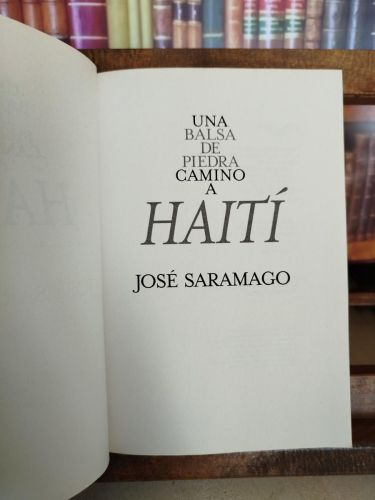 UNA
BALSA
DE
PIEDRA
CAMINO
A
HAITÍ
JOSÉ SARAMAGO